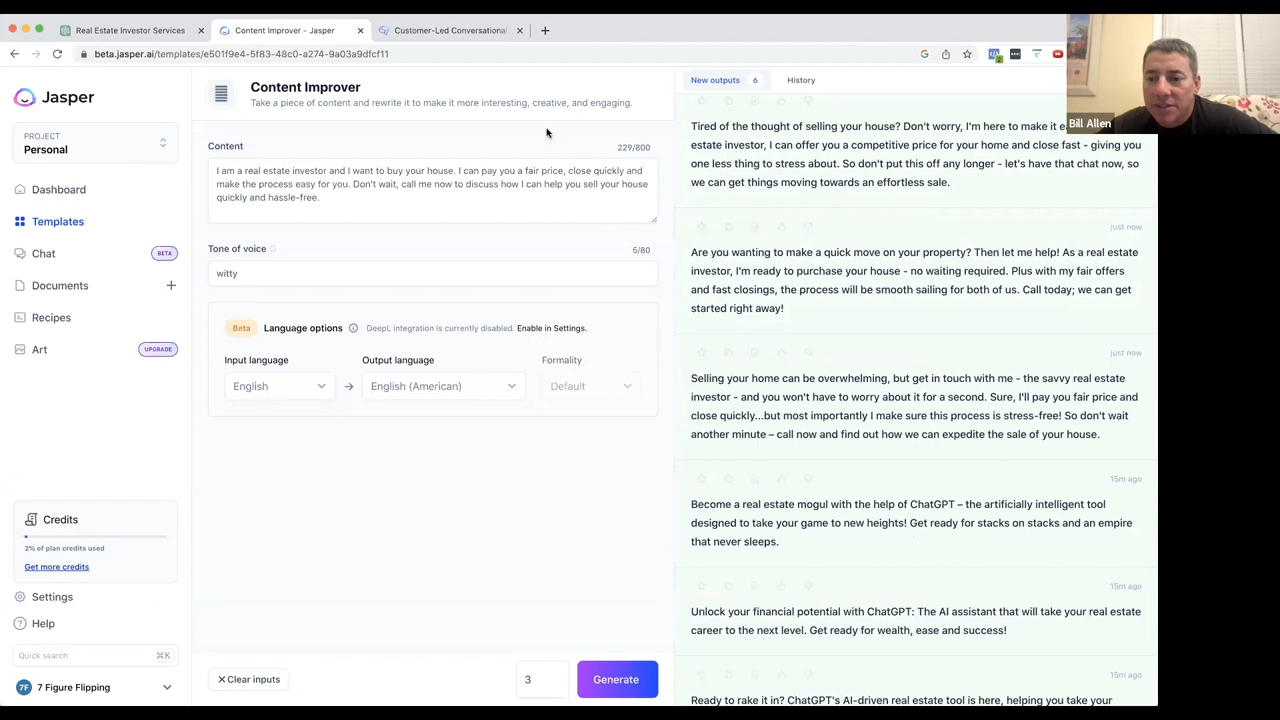 Real Estate Investor Services
Content Improver - Jasper
Customer-Led Conversational
beta.jasper.ai/templates/e501f9e4-5f83-48c0-a274-9a03a9dfcf11
Jasper
PROJECT
Personal
Dashboard
Templates
Chat
BETA
Documents
Recipes
Art
UPGRADE
Credits
2% of plan credits used
Get more credits
Settings
Help
Quick search
⌘K
7F
7 Figure Flipping
Content Improver
Take a piece of content and rewrite it to make it more interesting, creative, and engaging.
Content
229/800
I am a real estate investor and I want to buy your house. I can pay you a fair price, close quickly and
make the process easy for you. Don't wait, call me now to discuss how I can help you sell your house
quickly and hassle-free.
Tone of voice
5/80
witty
Beta
Language options
DeepL integration is currently disabled. Enable in Settings.
Input language
Output language
Formality
English
English (American)
Default
Clear inputs
3
Generate
New outputs
6
History
Tired of the thought of selling your house? Don't worry, I'm here to make it
estate investor, I can offer you a competitive price for your home and close fast - giving
you one less thing to stress about. So don't put this off any longer - let's have that chat now, so
we can get things moving towards an effortless sale.
just now
Are you wanting to make a quick move on your property? Then let me help! As a real estate
investor, I'm ready to purchase your house - no waiting required. Plus with my fair offers
and fast closings, the process will be smooth sailing for both of us. Call today; we can get
started right away!
just now
Selling your home can be overwhelming, but get in touch with me - the savvy real estate
investor - and you won't have to worry about it for a second. Sure, I'll pay you fair price and
close quickly...but most importantly I make sure this process is stress-free! So don't wait
another minute – call now and find out how we can expedite the sale of your house.
15m ago
Become a real estate mogul with the help of ChatGPT – the artificially intelligent tool
designed to take your game to new heights! Get ready for stacks on stacks and an empire
that never sleeps.
15m ago
Unlock your financial potential with ChatGPT: The AI assistant that will take your real estate
career to the next level. Get ready for wealth, ease and success!
15m ago
Ready to rake it in? ChatGPT's AI-driven real estate tool is here, helping you take your
Bill Allen